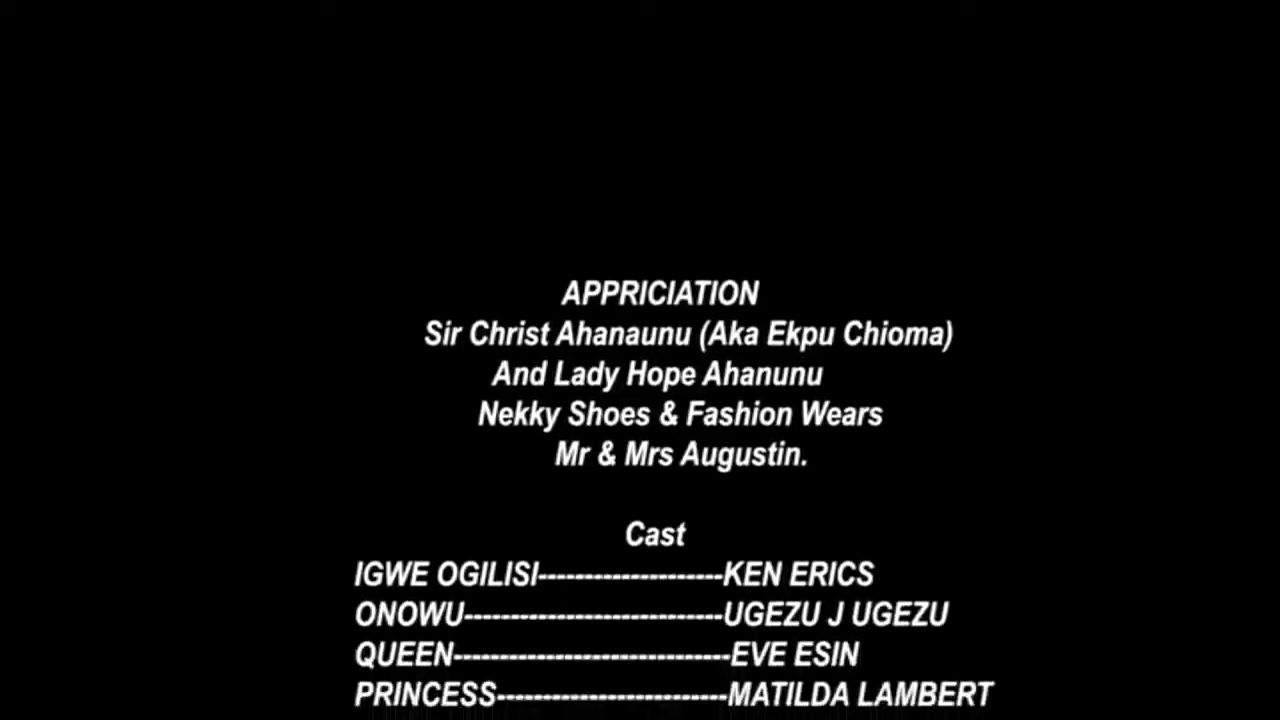 APPRICIATION
Sir Christ Ahanaunu (Aka Ekpu Chioma)
And Lady Hope Ahanunu
Nekky Shoes & Fashion Wears
Mr & Mrs Augustin.
Cast
IGWE OGILISI--------------------KEN ERICS
ONOWU----------------------------UGEZU J UGEZU
QUEEN------------------------------EVE ESIN
PRINCESS-------------------------MATILDA LAMBERT